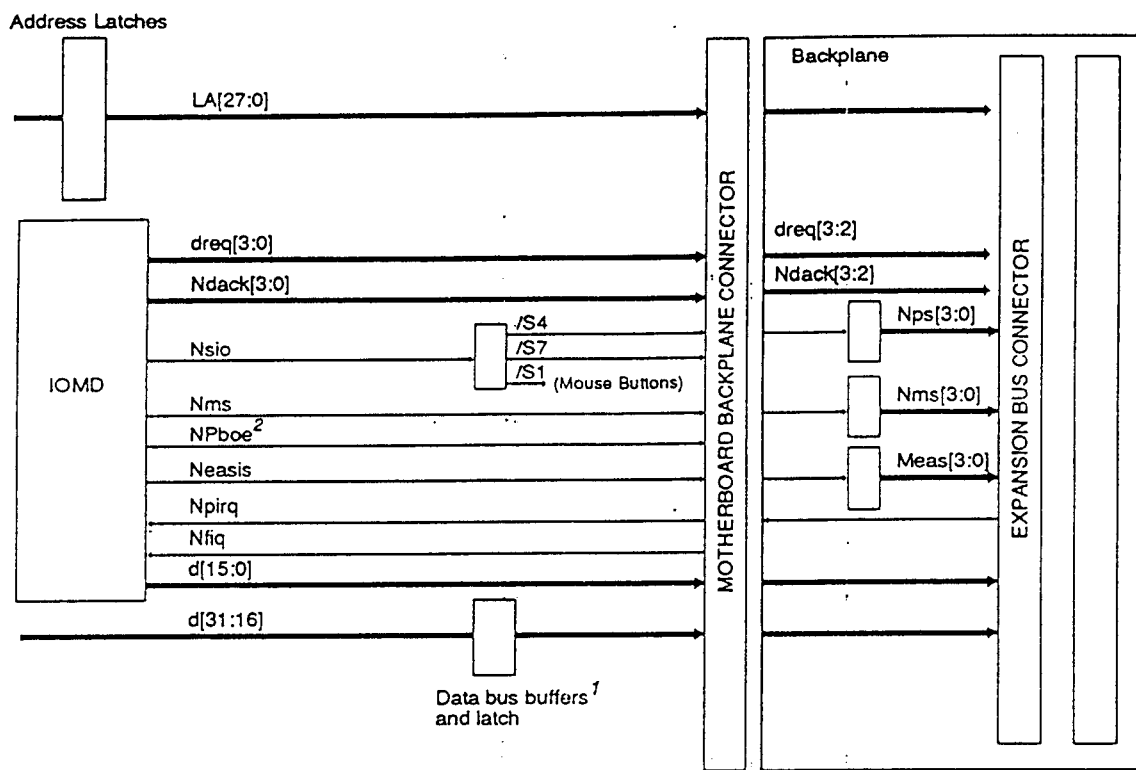 Address Latches
Backplane
LA[27:0]
MOTHERBOARD BACKPLANE CONNECTOR
EXPANSION BUS CONNECTOR
dreq[3:0]
dreq[3:2]
Ndack[3:0]
Ndack[3:2]
/S4
Nps[3:0]
Nsio
/S7
/S1 (Mouse Buttons)
IOMD
Nms
Nms[3:0]
NPboe2
Neasis
Meas[3:0]
Npirq
Nfiq
d[15:0]
d[31:16]
Data bus buffers1
and latch